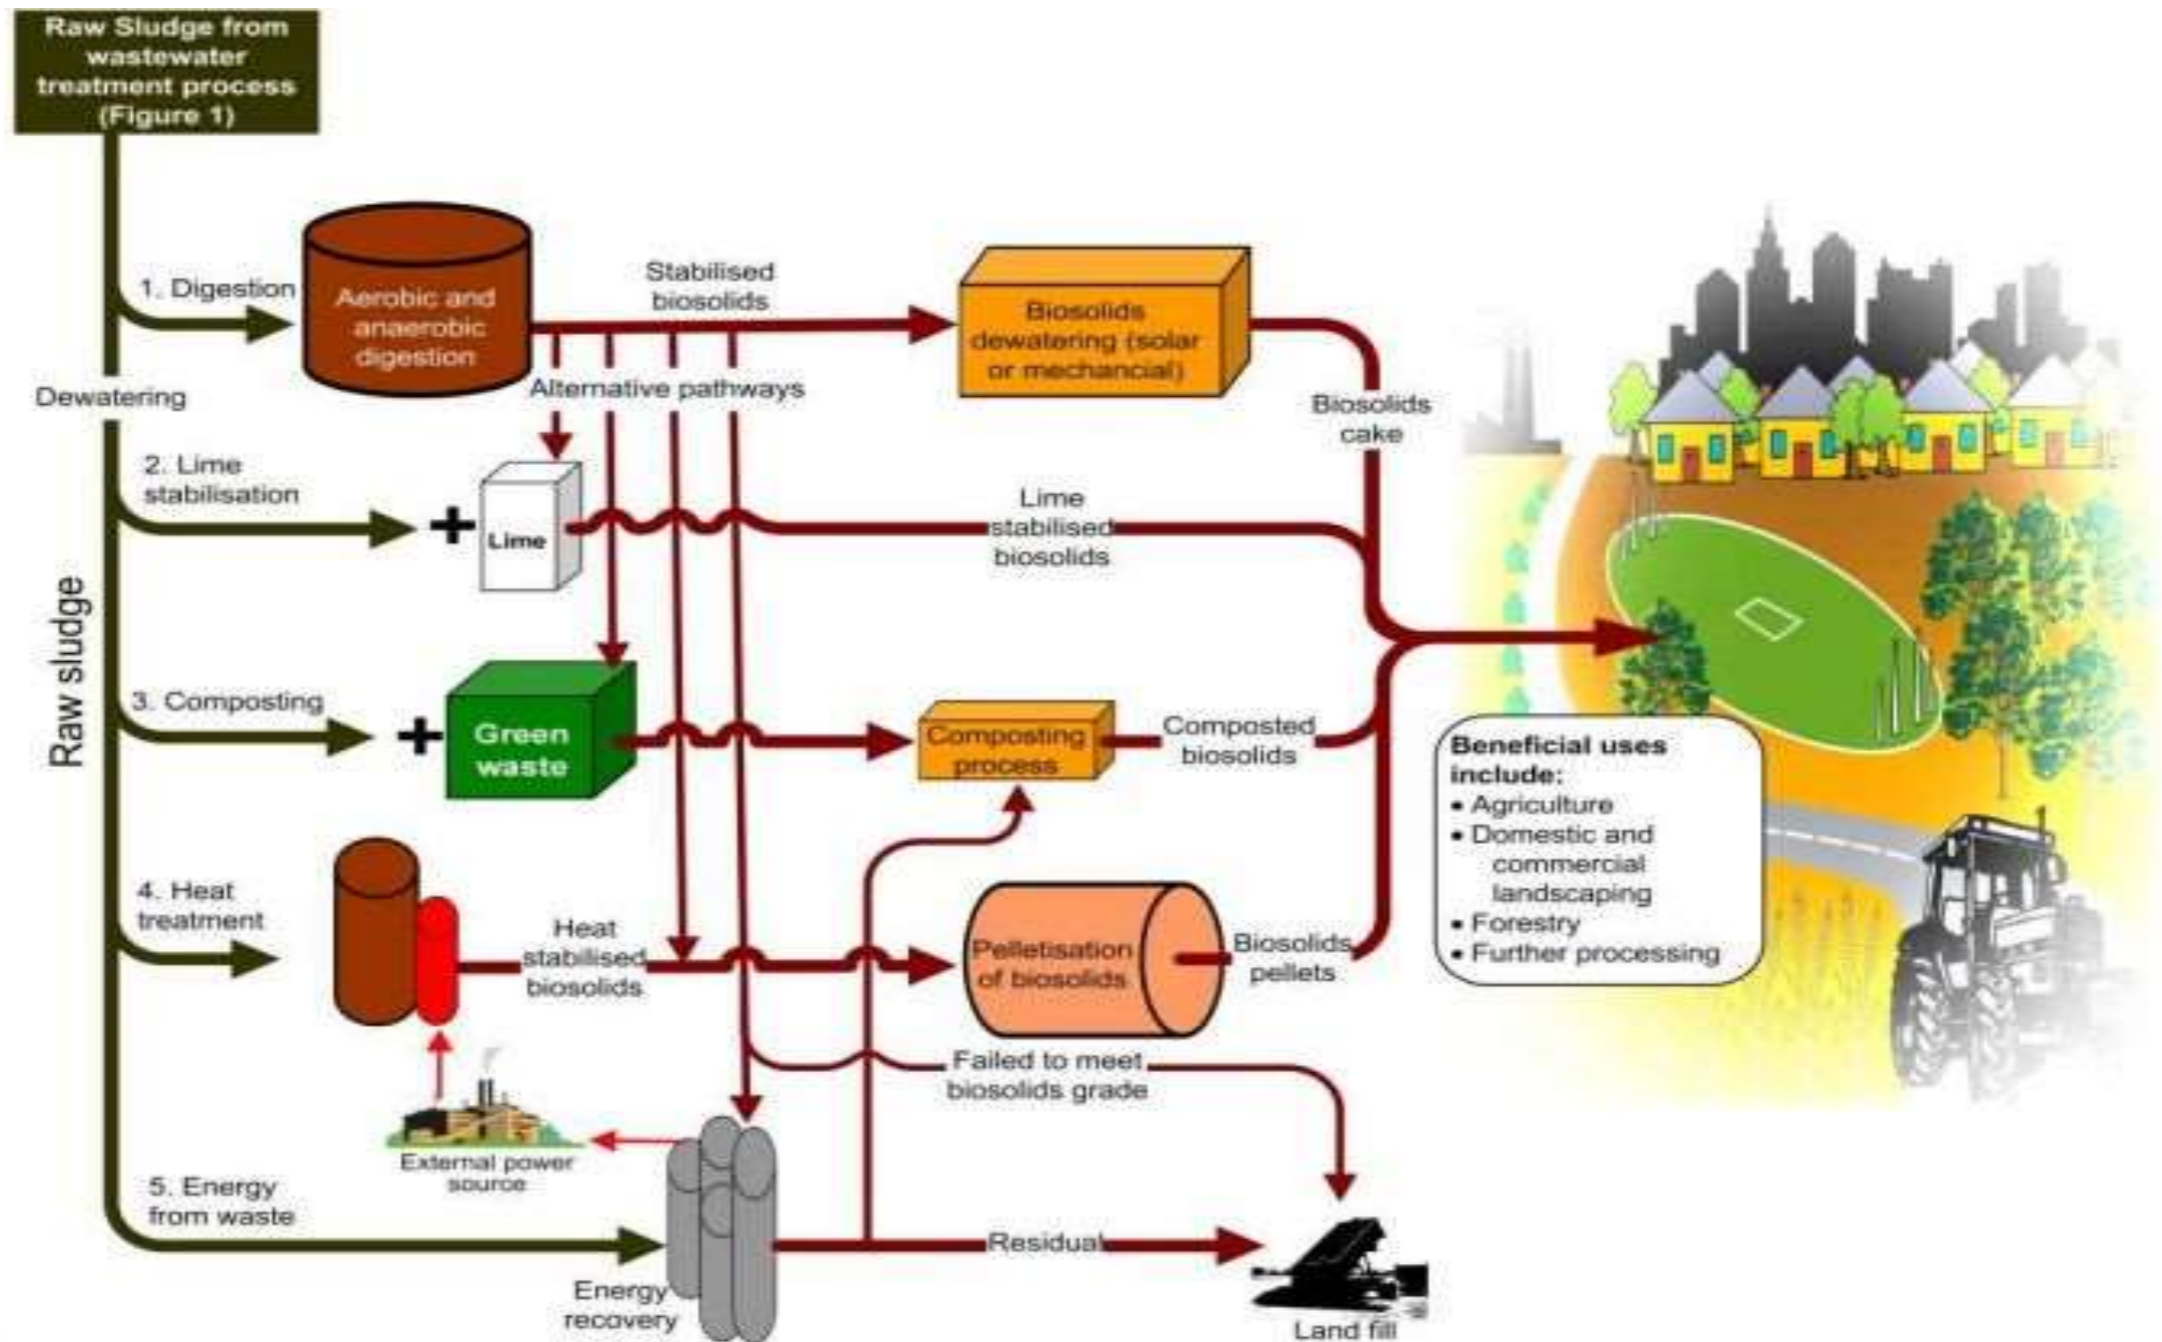 Raw Sludge from
wastewater
treatment process
(Figure 1)
1. Digestion
Aerobic and
anaerobic
digestion
Stabilised
biosolids
Alternative pathways
Biosolids
dewatering (solar
or mechancial)
Biosolids
cake
Dewatering
Raw sludge
2. Lime
stabilisation
+
Lime
Lime
stabilised
biosolids
3. Composting
+
Green
waste
Composting
process
Composted
biosolids
4. Heat
treatment
Heat
stabilised
biosolids
Pelletisation
of biosolids
Biosolids
pellets
Failed to meet
biosolids grade
External power
source
5. Energy
from waste
Energy
recovery
Residual
Land fill
Beneficial uses
include:
• Agriculture
• Domestic and
commercial
landscaping
• Forestry
• Further processing